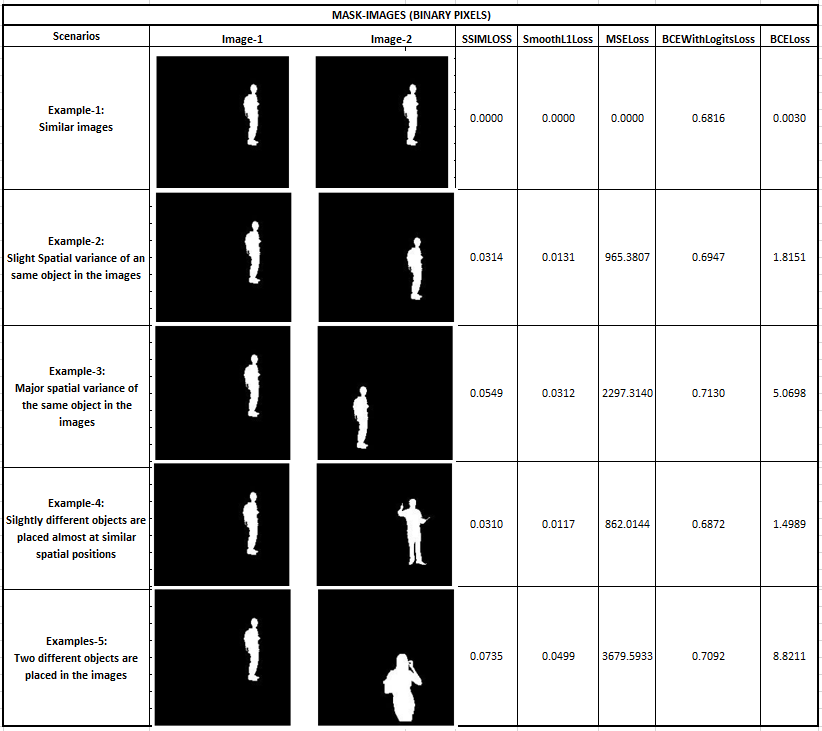 MASK-IMAGES (BINARY PIXELS)
Scenarios Image-1 Image-2 SSIMLOSS SmoothL1Loss MSELoss BCEWithLogitsLoss BCELoss
Example-1:
Similar images
0.0000 0.0000 0.0000 0.6816 0.0030
Example-2:
Slight Spatial variance of an
same object in the images
0.0314 0.0131 965.3807 0.6947 1.8151
Example-3:
Major spatial variance of
the same object in the
images
0.0549 0.0312 2297.3140 0.7130 5.0698
Example-4:
Silghtly different objects are
placed almost at similar
spatial positions
0.0310 0.0117 862.0144 0.6872 1.4989
Examples-5:
Two different objects are
placed in the images
0.0735 0.0499 3679.5933 0.7092 8.8211